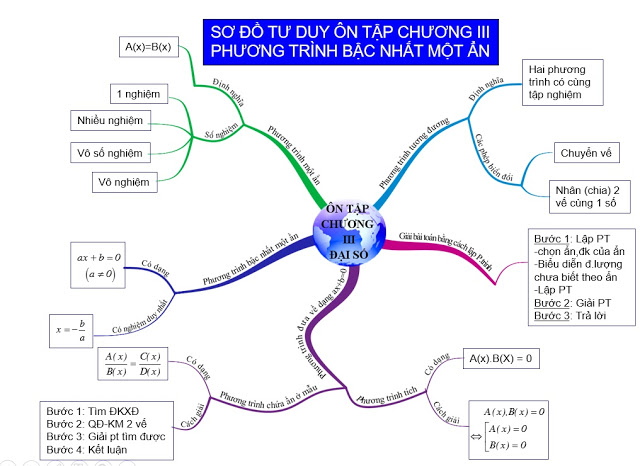 SƠ ĐỒ TƯ DUY ÔN TẬP CHƯƠNG III
PHƯƠNG TRÌNH BẬC NHẤT MỘT ẨN
ÔN TẬP
CHƯƠNG
III
ĐẠI SỐ
Phương trình một ẩn
Định nghĩa
A(x)=B(x)
Số nghiệm
1 nghiệm
Nhiều nghiệm
Vô số nghiệm
Vô nghiệm
Phương trình tương đương
Định nghĩa
Hai phương
trình có cùng
tập nghiệm
Các phép biến đổi
Chuyển vế
Nhân (chia) 2
vế cùng 1 số
Giải bài toán bằng cách lập P.trình
Bước 1: Lập PT
-chọn ẩn,đk của ẩn
-Biểu diễn đ.lượng
chưa biết theo ẩn
-Lập PT
Bước 2: Giải PT
Bước 3: Trả lời
Phương trình bậc nhất một ẩn
Có dạng
ax + b = 0
(a ≠ 0)
Có nghiệm duy nhất
x = − b/a
Phương trình đưa về dạng ax+b=0
Phương trình chứa ẩn ở mẫu
Có dạng
A(x)/B(x) = C(x)/D(x)
Cách giải
Bước 1: Tìm ĐKXĐ
Bước 2: QĐ-KM 2 vế
Bước 3: Giải pt tìm được
Bước 4: Kết luận
Phương trình tích
Có dạng
A(x).B(X) = 0
Cách giải
A(x).B(x) = 0
⇔ [ A(x) = 0
B(x) = 0